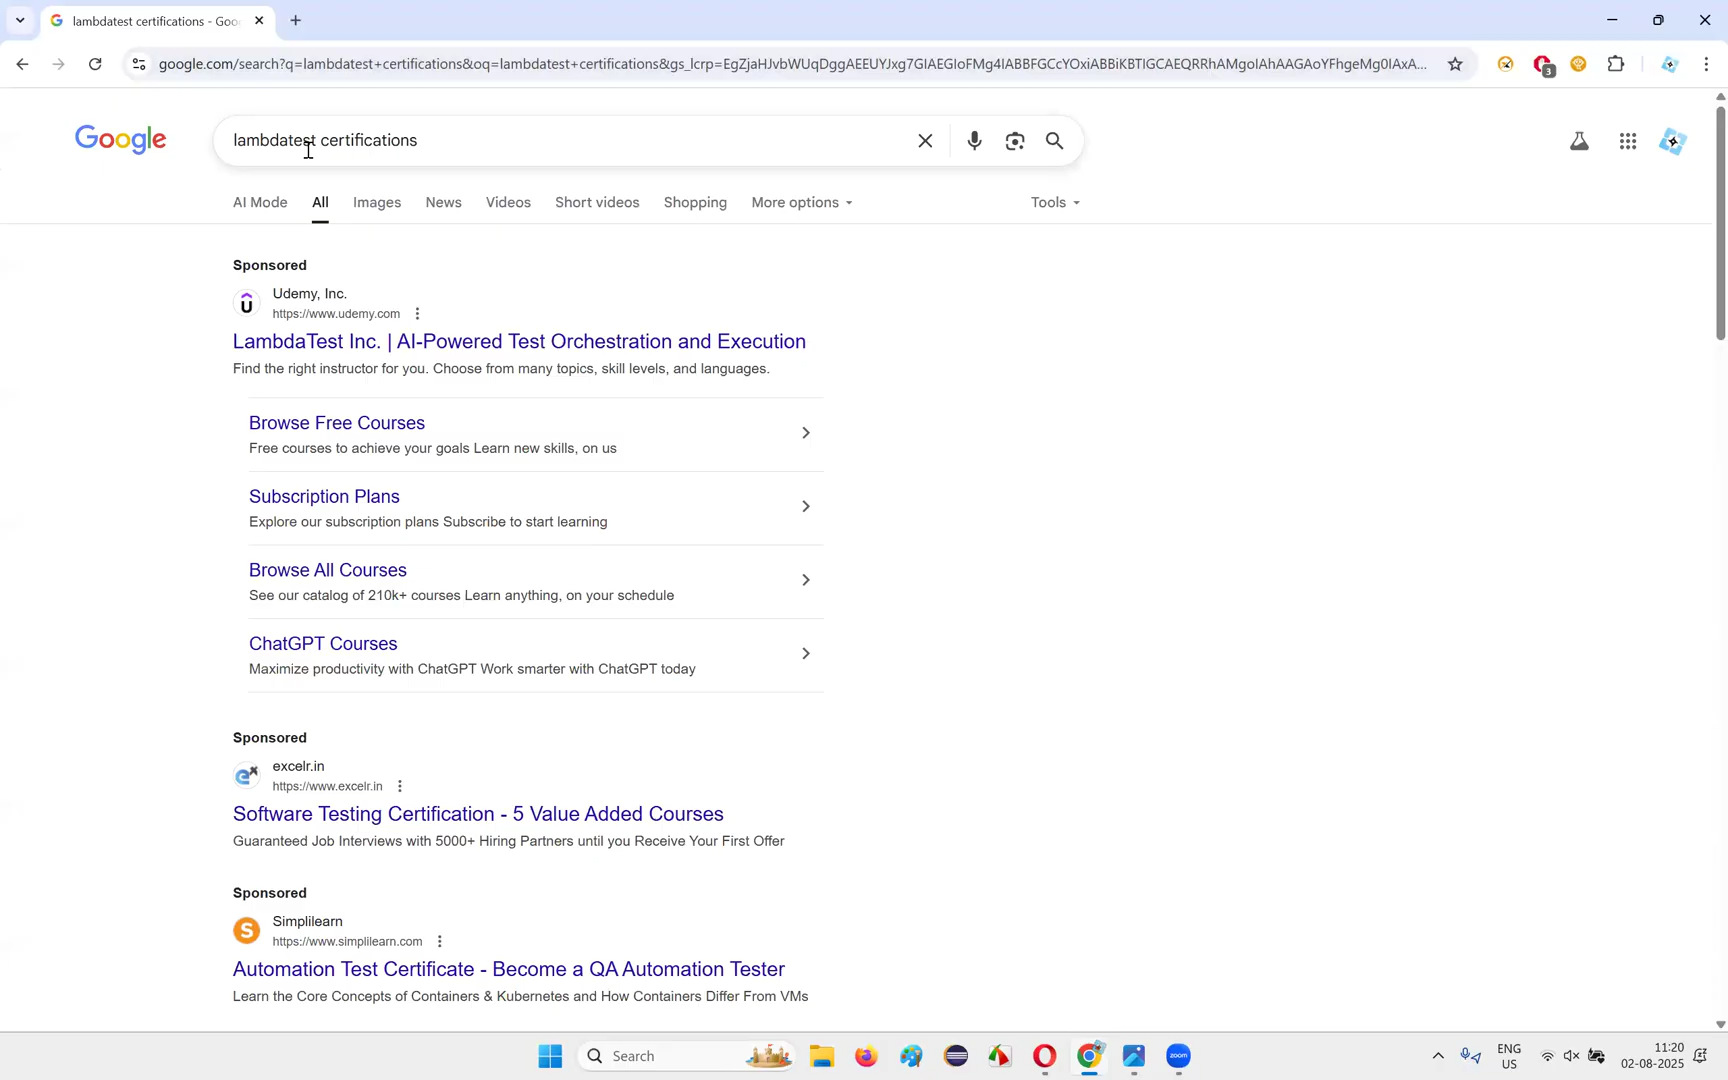 lambdatest certifications - Goo
google.com/search?q=lambdatest+certifications&oq=lambdatest+certifications&gs_lcrp=EgZjaHJvbWUqDggAEEUYJxg7GIAEGIoFMg4IABBFGCcYOxiABBiKBTIGCAEQRRhAMgoIAhAAGAoYFhgeMg0IAxA...
3
Google
lambdatest certifications
AI Mode
All
Images
News
Videos
Short videos
Shopping
More options
Tools
Sponsored
Udemy, Inc.
https://www.udemy.com
LambdaTest Inc. | AI-Powered Test Orchestration and Execution
Find the right instructor for you. Choose from many topics, skill levels, and languages.
Browse Free Courses
Free courses to achieve your goals Learn new skills, on us
Subscription Plans
Explore our subscription plans Subscribe to start learning
Browse All Courses
See our catalog of 210k+ courses Learn anything, on your schedule
ChatGPT Courses
Maximize productivity with ChatGPT Work smarter with ChatGPT today
Sponsored
excelr.in
https://www.excelr.in
Software Testing Certification - 5 Value Added Courses
Guaranteed Job Interviews with 5000+ Hiring Partners until you Receive Your First Offer
Sponsored
S
Simplilearn
https://www.simplilearn.com
Automation Test Certificate - Become a QA Automation Tester
Learn the Core Concepts of Containers & Kubernetes and How Containers Differ From VMs
Search
zoom
ENG
US
11:20
02-08-2025